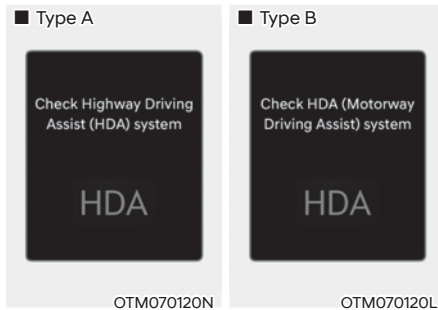 ■ Type A
Check Highway Driving
Assist (HDA) system
HDA
OTM070120N
■ Type B
Check HDA (Motorway
Driving Assist) system
HDA
OTM070120L